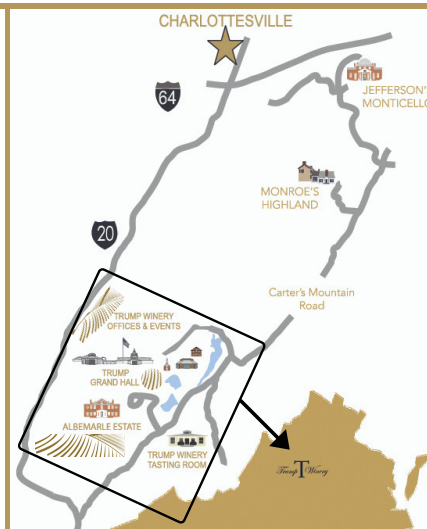 CHARLOTTESVILLE
64
JEFFERSON'S
MONTICELLO
MONROE'S
HIGHLAND
20
Carter's Mountain
Road
TRUMP WINERY
OFFICES & EVENTS
TRUMP
GRAND HALL
ALBEMARLE ESTATE
TRUMP WINERY
TASTING ROOM
Trump T Winery